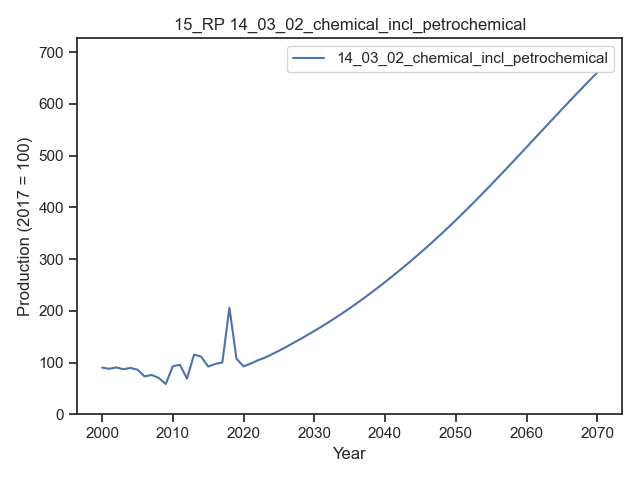 15_RP 14_03_02_chemical_incl_petrochemical
14_03_02_chemical_incl_petrochemical
700
600
500
400
300
200
100
0
Production (2017 = 100)
2000 2010 2020 2030 2040 2050 2060 2070
Year